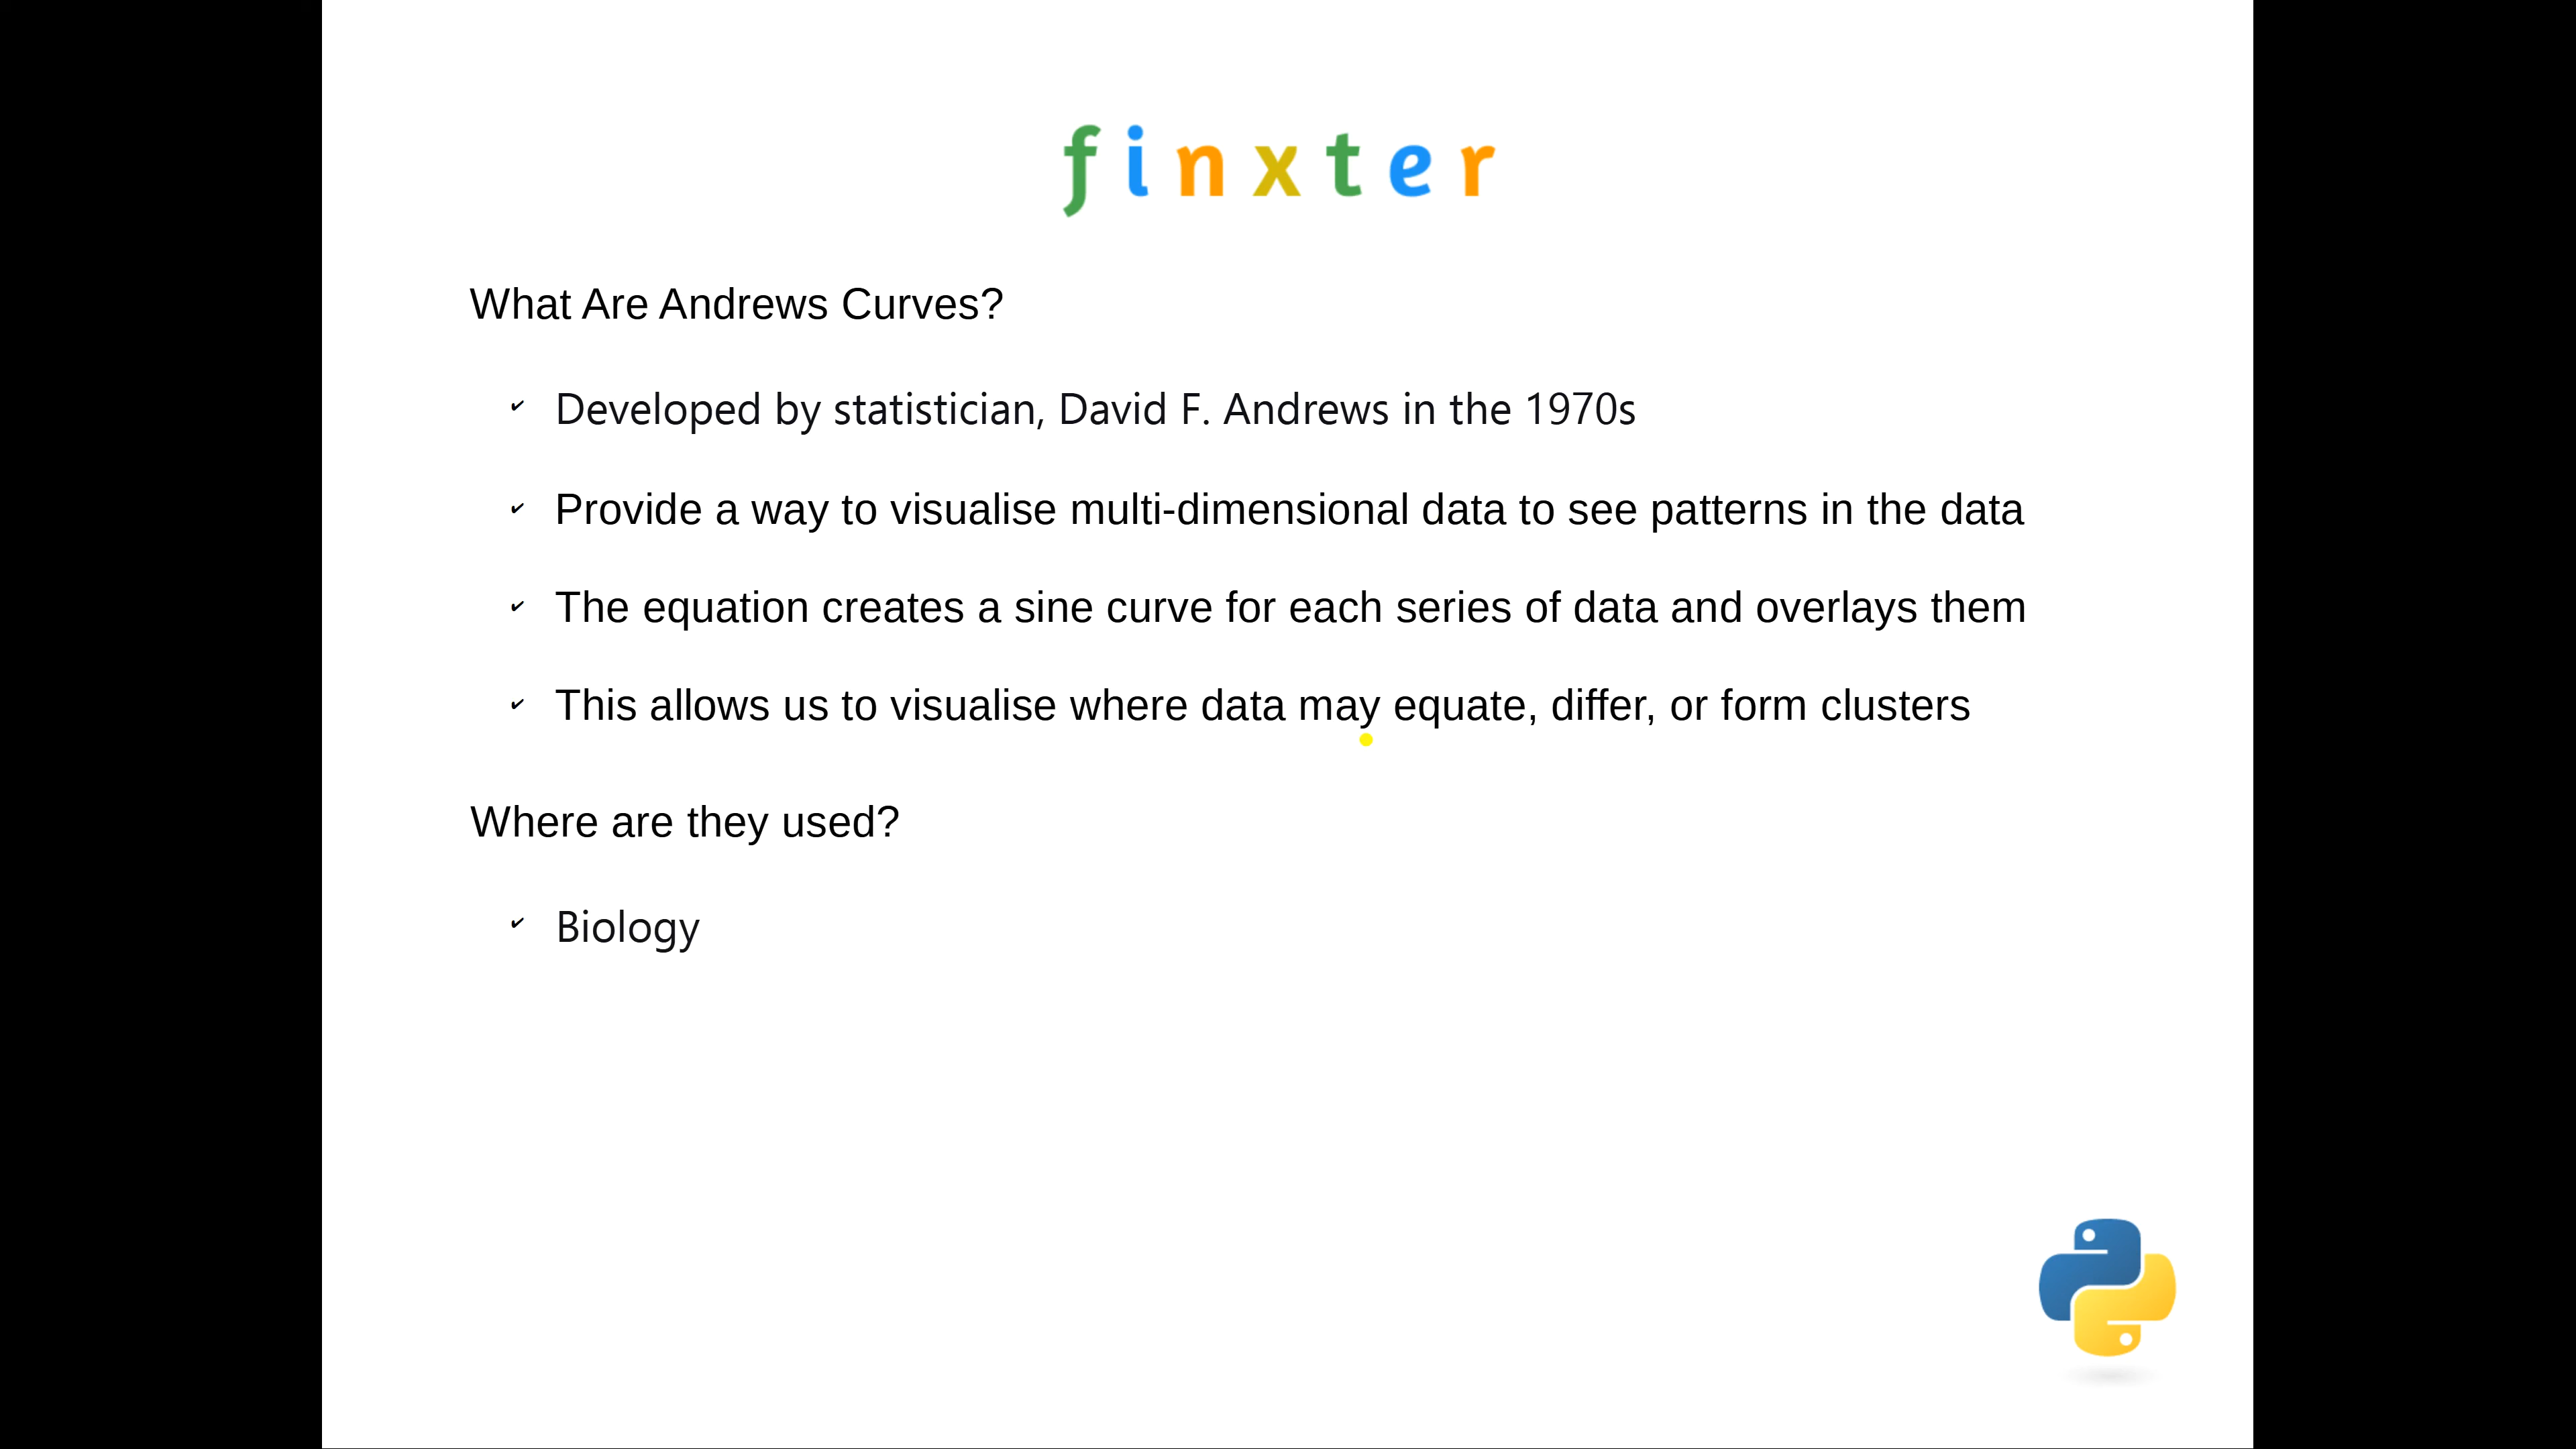 finxter
What Are Andrews Curves?
✔ Developed by statistician, David F. Andrews in the 1970s
✔ Provide a way to visualise multi-dimensional data to see patterns in the data
✔ The equation creates a sine curve for each series of data and overlays them
✔ This allows us to visualise where data may equate, differ, or form clusters
Where are they used?
✔ Biology